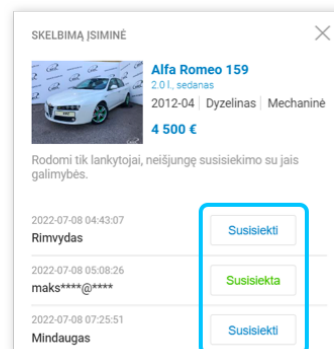 SKELBIMĄ ĮSIMINĖ
Alfa Romeo 159
2.0 l., sedanas
2012-04 Dyzelinas Mechaninė
4 500 €
Rodomi tik lankytojai, neišjungę susisiekimo su jais
galimybės.
2022-07-08 04:43:07
Rimvydas
Susisiekti
2022-07-08 05:08:26
maks****@****
Susisiekta
2022-07-08 07:25:51
Mindaugas
Susisiekti